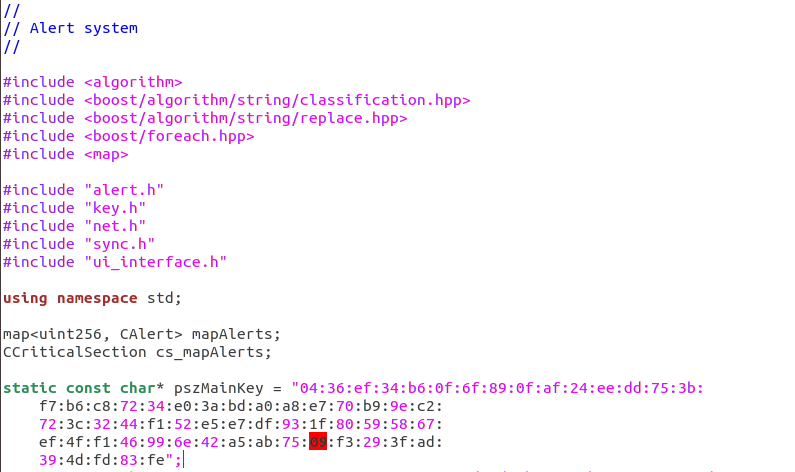 //
// Alert system
//
#include <algorithm>
#include <boost/algorithm/string/classification.hpp>
#include <boost/algorithm/string/replace.hpp>
#include <boost/foreach.hpp>
#include <map>
#include "alert.h"
#include "key.h"
#include "net.h"
#include "sync.h"
#include "ui_interface.h"
using namespace std;
map<uint256, CAlert> mapAlerts;
CCriticalSection cs_mapAlerts;
static const char* pszMainKey = "04:36:ef:34:b6:0f:6f:89:0f:af:24:ee:dd:75:3b:
f7:b6:c8:72:34:e0:3a:bd:a0:a8:e7:70:b9:9e:c2:
72:3c:32:44:f1:52:e5:e7:df:93:1f:80:59:58:67:
ef:4f:f1:46:99:6e:42:a5:ab:75:09:f3:29:3f:ad:
39:4d:fd:83:fe";